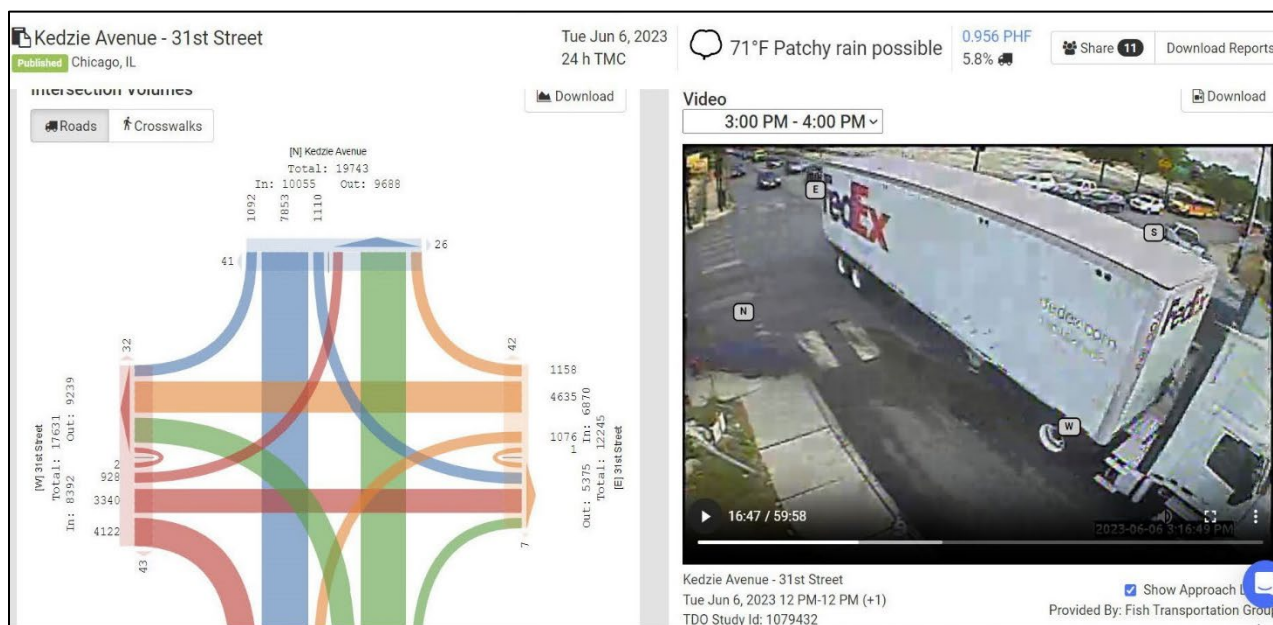 Kedzie Avenue - 31st Street
Published Chicago, IL
Tue Jun 6, 2023
24 h TMC
71°F Patchy rain possible
0.956 PHF
5.8%
Share 11
Download Reports
Intersection Volumes
Download
Roads
Crosswalks
[N] Kedzie Avenue
Total: 19743
In: 10055 Out: 9688
1092
7853
1110
41
26
32
[W] 31st Street
Total: 17631
In: 8392 Out: 9239
2
928
3340
4122
43
42
1158
4635
1076
1
Out: 5375 In: 6870
Total: 12245
[E] 31st Street
7
Video
3:00 PM - 4:00 PM
Download
E
S
N
W
FedEx
fedex.com
FedEx
16:47 / 59:58
2023-06-06 3:16:49 PM
Kedzie Avenue - 31st Street
Tue Jun 6, 2023 12 PM-12 PM (+1)
TDO Study Id: 1079432
Show Approach L
Provided By: Fish Transportation Group